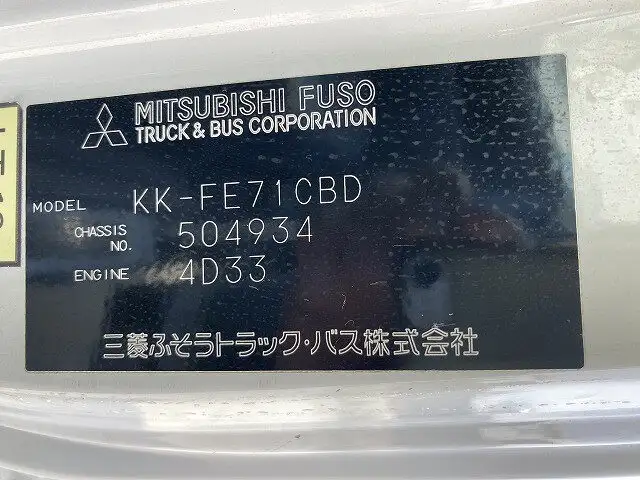 MITSUBISHI FUSO
TRUCK & BUS CORPORATION
MODEL KK-FE71CBD
CHASSIS NO. 504934
ENGINE 4D33
三菱ふそうトラック・バス株式会社